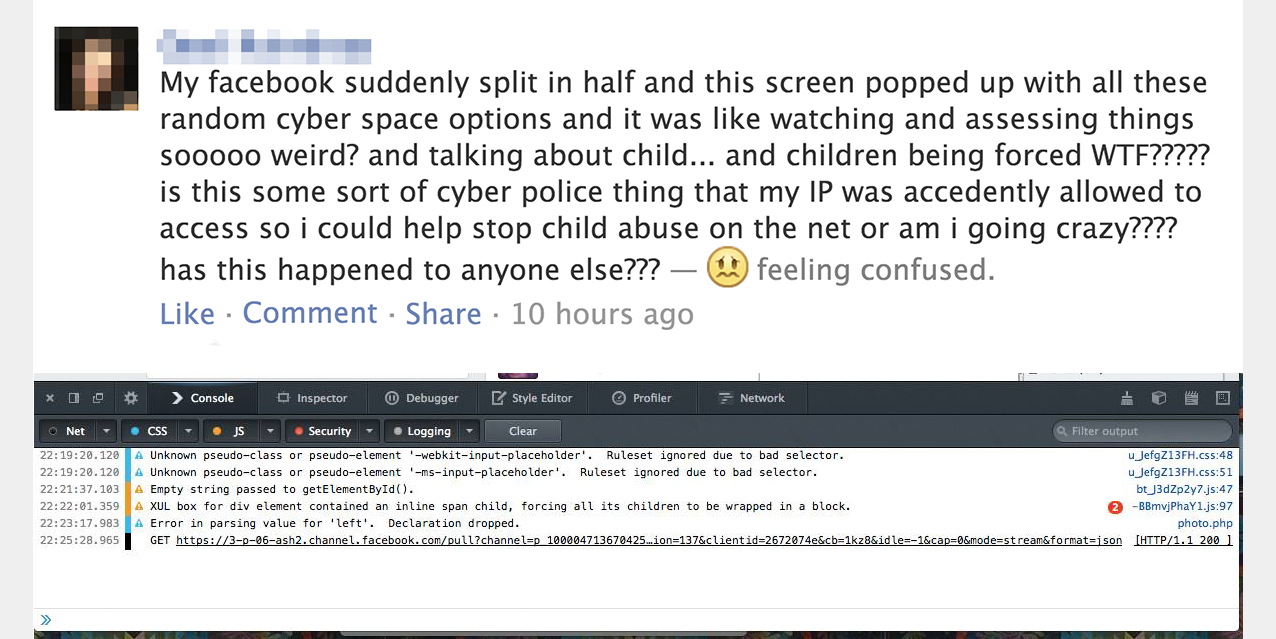 My facebook suddenly split in half and this screen popped up with all these
random cyber space options and it was like watching and assessing things
sooooo weird? and talking about child... and children being forced WTF?????
is this some sort of cyber police thing that my IP was accedently allowed to
access so i could help stop child abuse on the net or am i going crazy????
has this happened to anyone else??? — feeling confused.
Like · Comment · Share · 10 hours ago
Console Inspector Debugger Style Editor Profiler Network
Net CSS JS Security Logging Clear Filter output
22:19:20.120 Unknown pseudo-class or pseudo-element '-webkit-input-placeholder'. Ruleset ignored due to bad selector. u_JefgZ13FH.css:48
22:19:20.120 Unknown pseudo-class or pseudo-element '-ms-input-placeholder'. Ruleset ignored due to bad selector. u_JefgZ13FH.css:51
22:21:37.103 Empty string passed to getElementById(). bt_J3dZp2y7.js:47
22:22:01.359 XUL box for div element contained an inline span child, forcing all its children to be wrapped in a block. 2 -BBmvjPhaY1.js:97
22:23:17.983 Error in parsing value for 'left'. Declaration dropped. photo.php
22:25:28.965 GET https://3-p-06-ash2.channel.facebook.com/pull?channel=p_100004713670425…ion=137&clientid=2672074e&cb=1kz8&idle=-1&cap=0&mode=stream&format=json [HTTP/1.1 200 ]